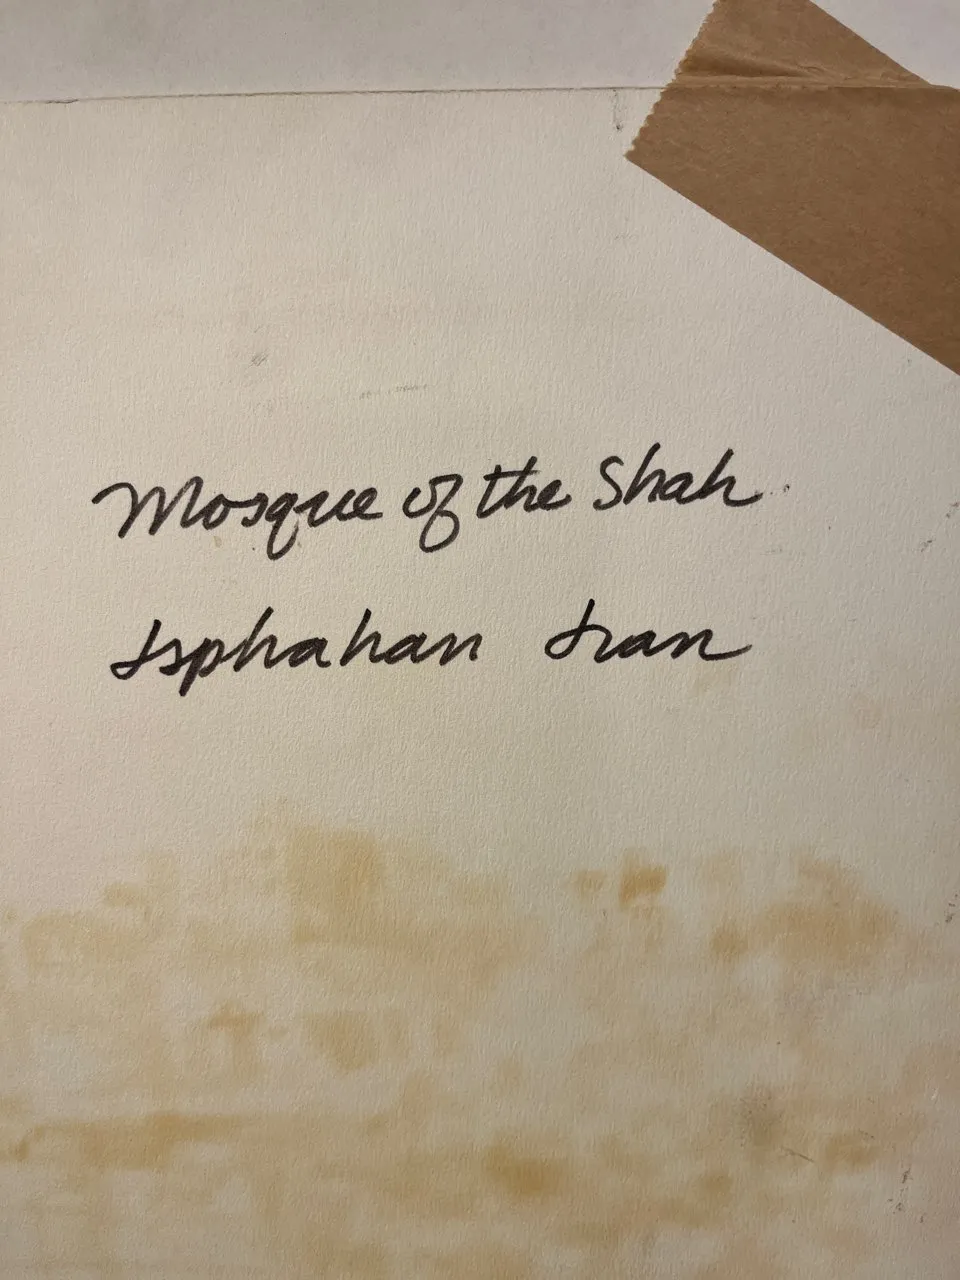 Mosque of the Shah
Isphahan Iran